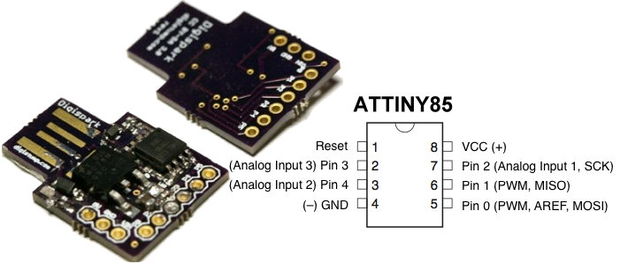 Digispark
digistump.com
ATTINY85
Reset 1 8 VCC (+)
(Analog Input 3) Pin 3 2 7 Pin 2 (Analog Input 1, SCK)
(Analog Input 2) Pin 4 3 6 Pin 1 (PWM, MISO)
(–) GND 4 5 Pin 0 (PWM, AREF, MOSI)